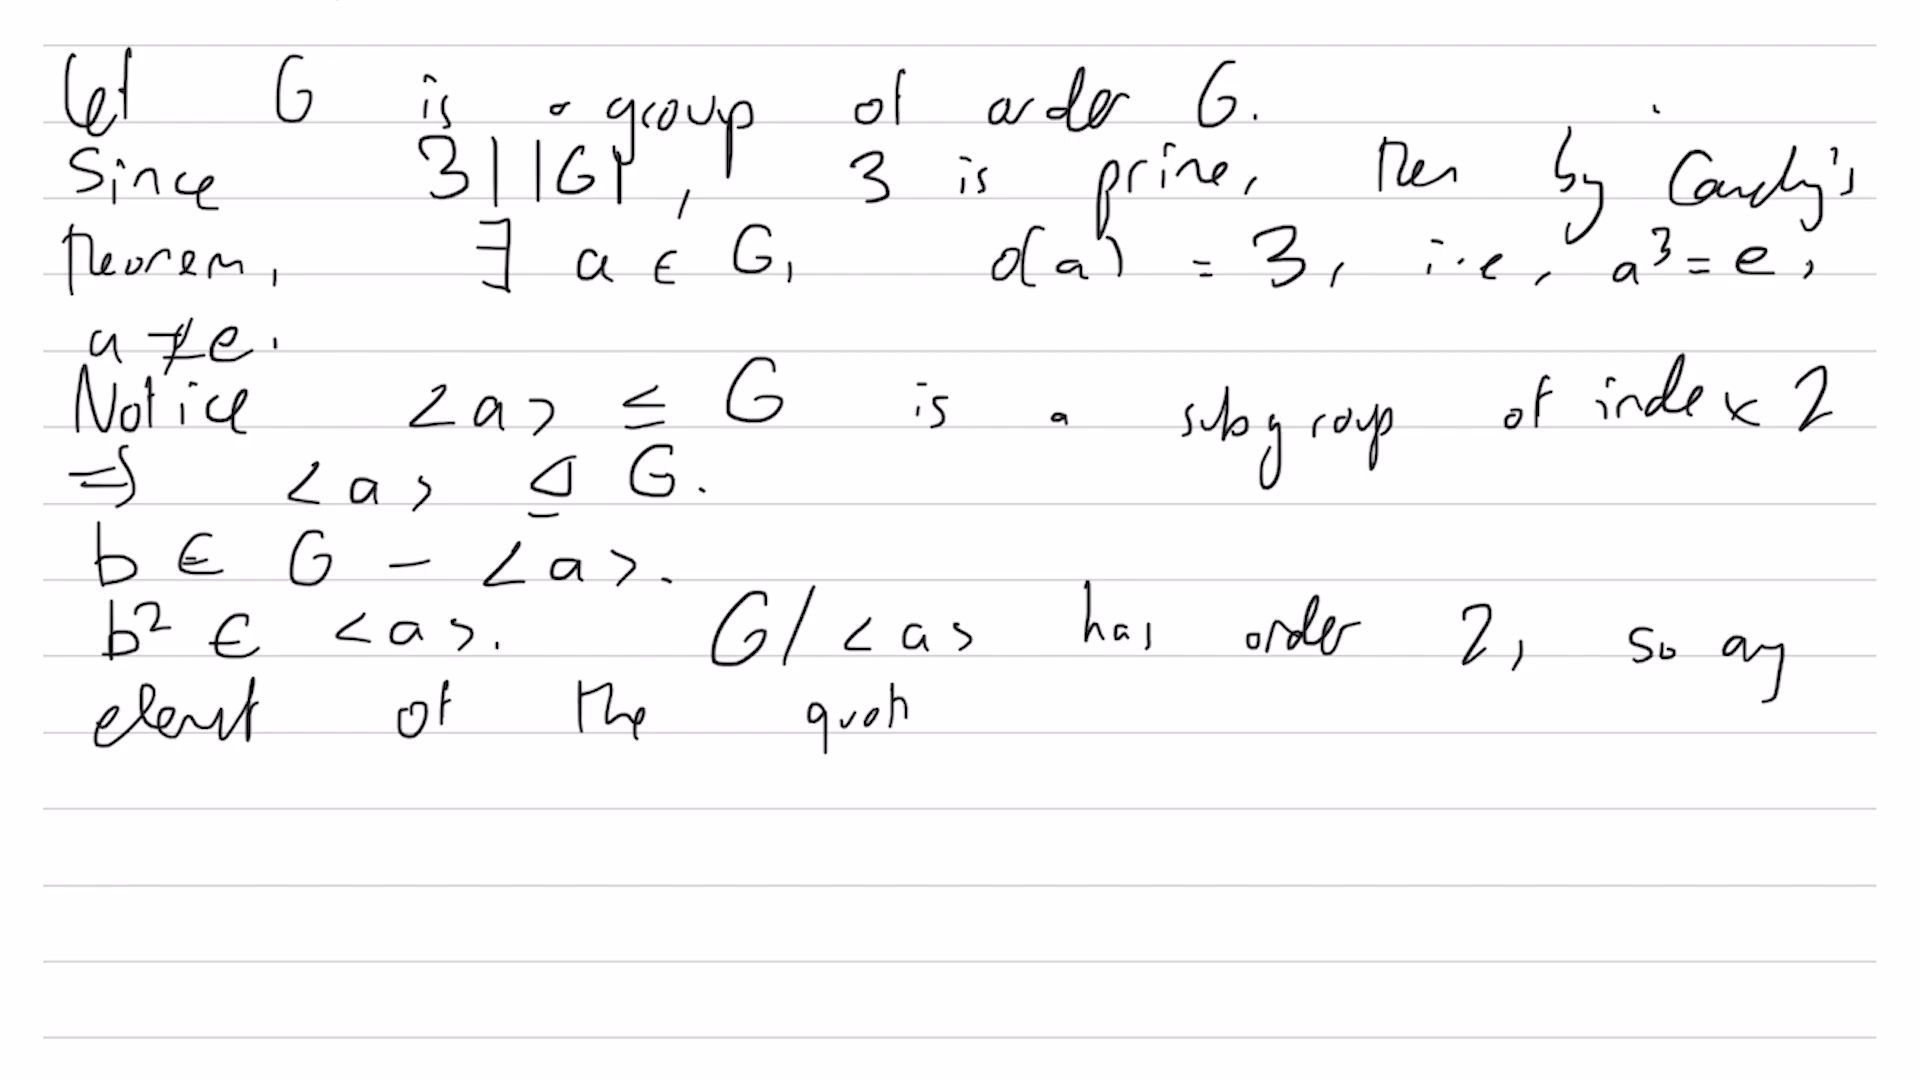 Let G is a group of order 6.
Since 3 | |G|, 3 is prime, then by Cauchy's
theorem, ∃ a ∈ G, o(a) = 3, i.e, a³ = e,
a ≠ e.
Notice <a> ≤ G is a subgroup of index 2
⇒ <a> ⊴ G.
b ∈ G - <a>.
b² ∈ <a>. G/<a> has order 2, so any
element of the quoti